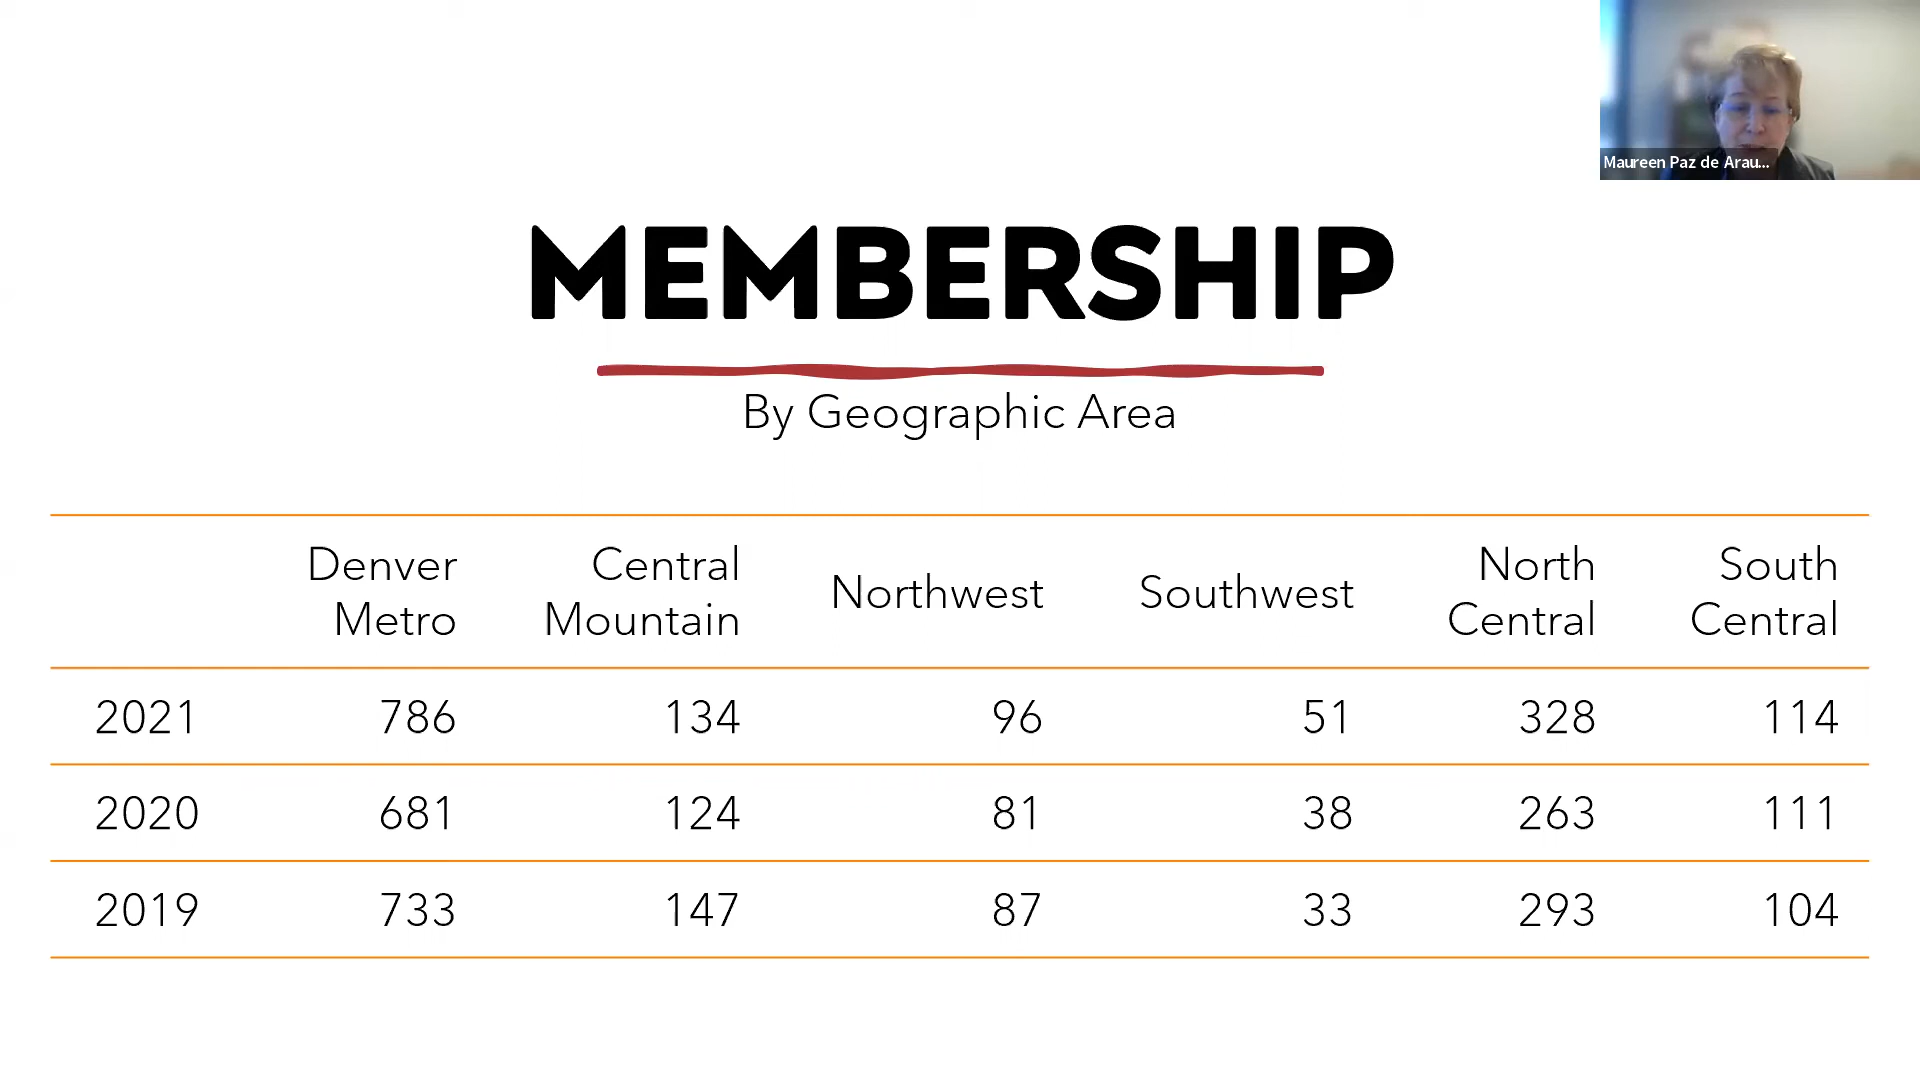 Maureen Paz de Arau...
MEMBERSHIP
By Geographic Area
Denver Metro Central Mountain Northwest Southwest North Central South Central
2021 786 134 96 51 328 114
2020 681 124 81 38 263 111
2019 733 147 87 33 293 104